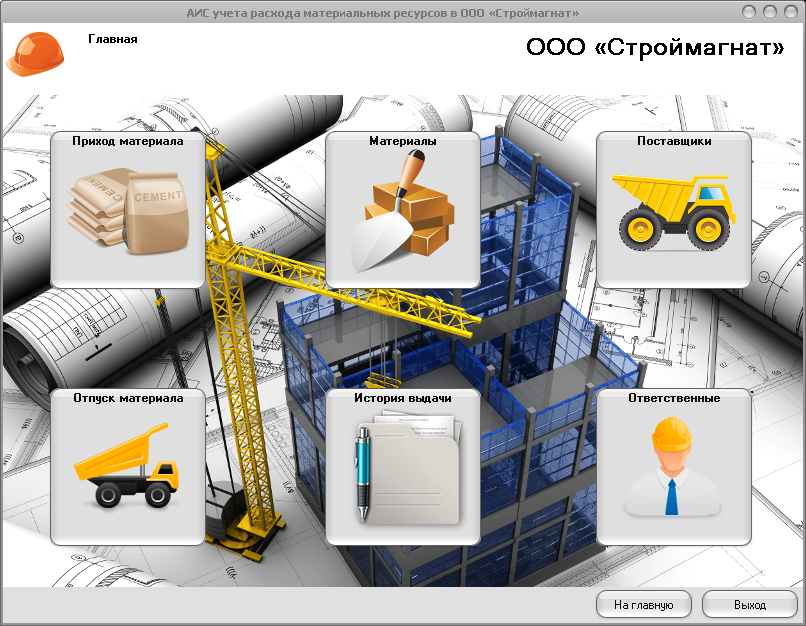 АИС учета расхода материальных ресурсов в ООО «Строймагнат»
Главная
ООО «Строймагнат»
Приход материала
Материалы
Поставщики
CEMENT
CEMENT
Отпуск материала
История выдачи
Ответственные
На главную
Выход